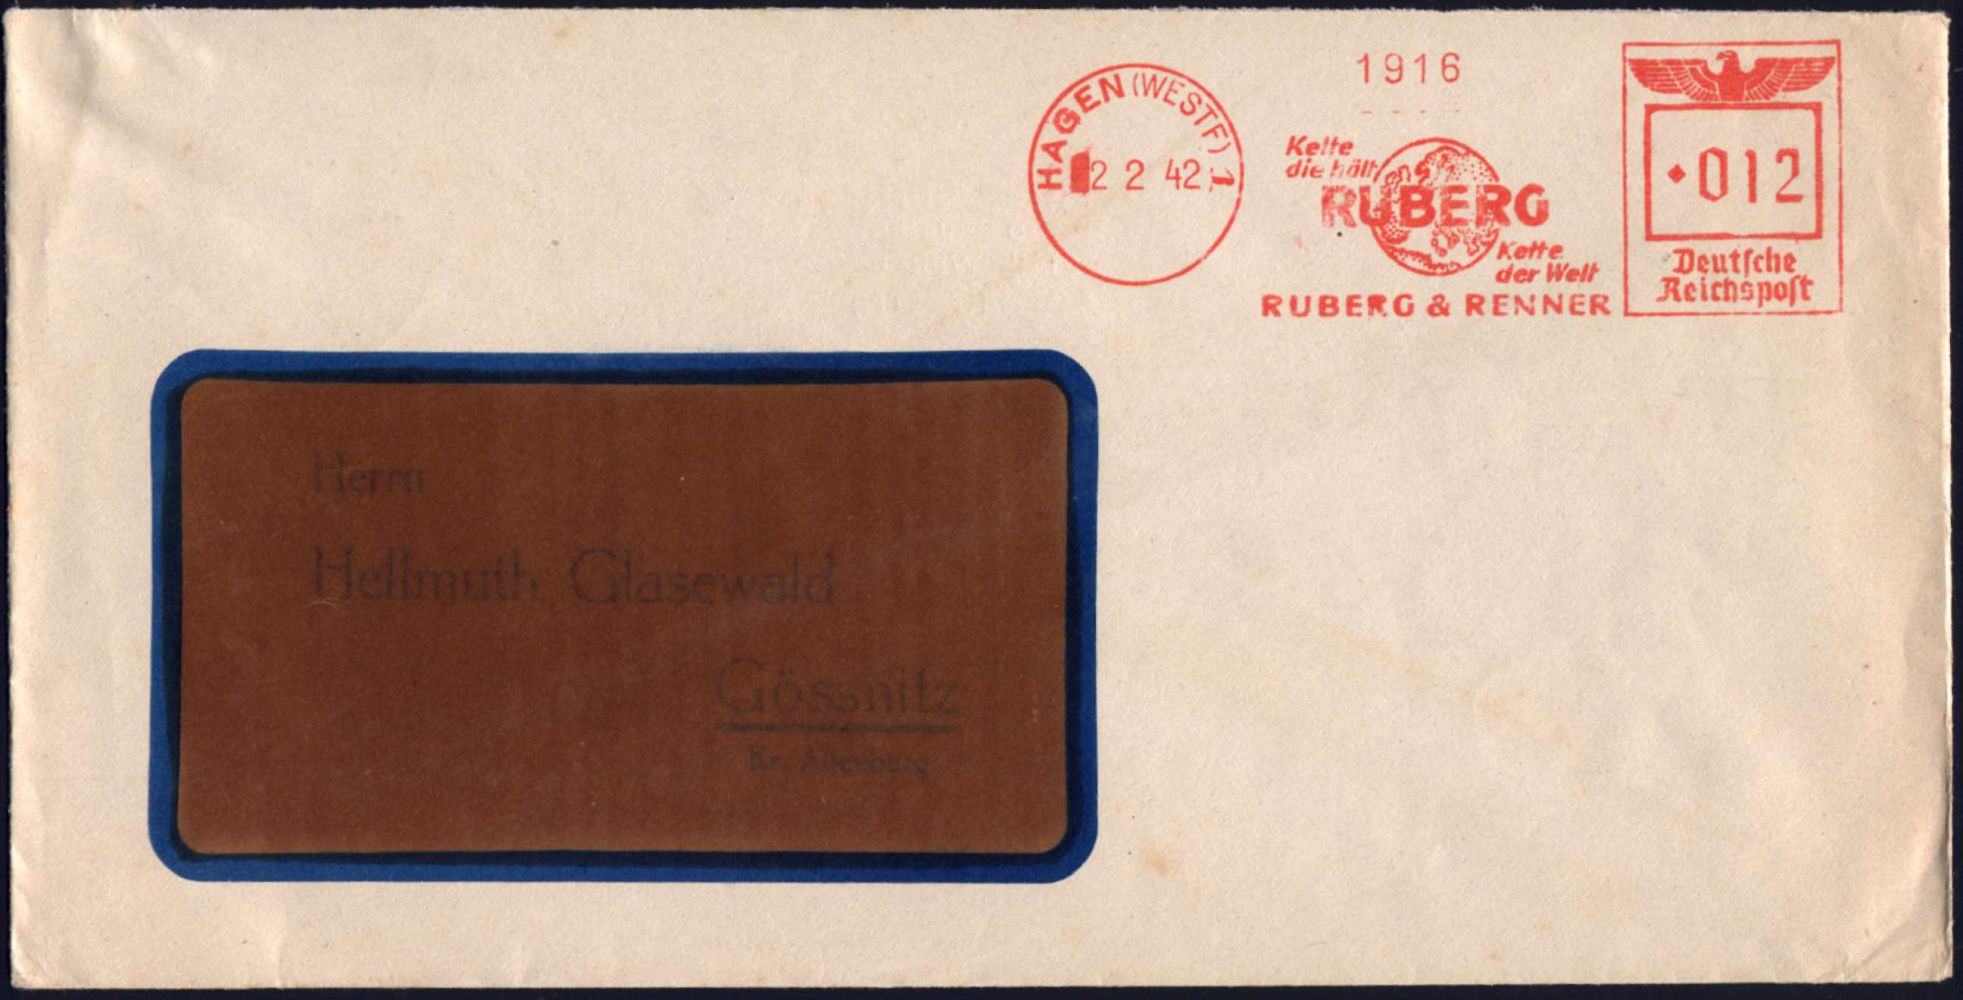 1916
HAGEN (WESTF) 1
2 2 42
Kette
die hält
RUBERG
Kette
der Welt
RUBERG & RENNER
012
Deutsche
Reichspost
Herrn
Hellmuth Glasewald
Gössnitz
Kr. Altenburg